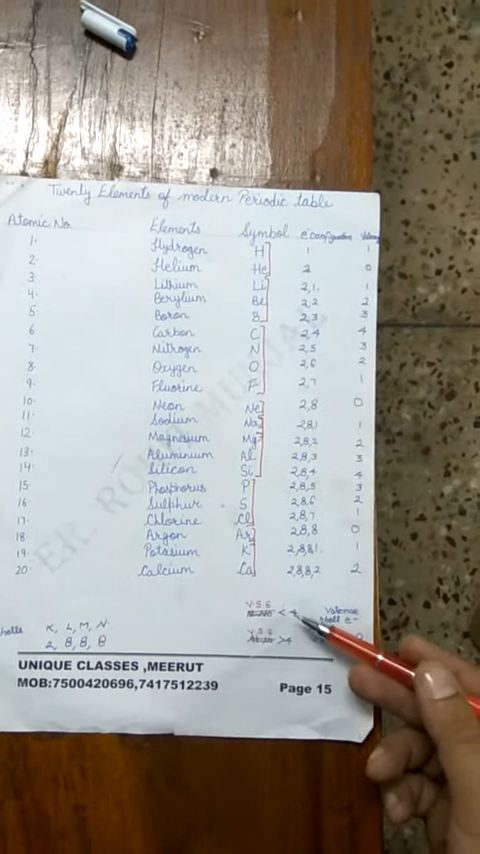 Twenty Elements of modern Periodic table
Atomic No. Elements Symbol e⁻configuration Valency
1. Hydrogen H 1 1
2. Helium He 2 0
3. Lithium Li 2,1. 1
4. Berylium Be 2,2 2
5. Boron B 2,3 3
6 Carbon C 2,4 4
7. Nitrogen N 2,5 3
8. Oxygen O 2,6 2
9. Fluorine F 2,7 1
10. Neon Ne 2,8 0
11. Sodium Na 2,8,1 1
12. Magnesium Mg 2,8,2 2
13. Aluminium Al 2,8,3 3
14. Silicon Si 2,8,4 4
15. Phosphorus P 2,8,5 3
16. Sulphur S 2,8,6 2
17. Chlorine Cl 2,8,7 1
18. Argon Ar 2,8,8 0
19. Potasium K 2,8,8,1. 1
20. Calcium Ca 2,8,8,2 2
V.S.E < 4 Valence
shells K, L, M, N Shell e⁻
2, 8, 8, 8 V.S.E > 4
UNIQUE CLASSES ,MEERUT
MOB:7500420696,7417512239 Page 15